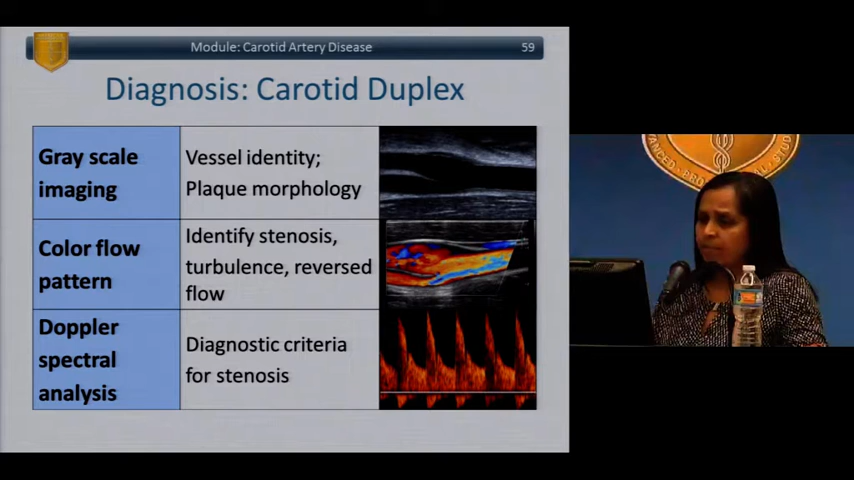 Module: Carotid Artery Disease 59
Diagnosis: Carotid Duplex
Gray scale
imaging
Vessel identity;
Plaque morphology
Color flow
pattern
Identify stenosis,
turbulence, reversed
flow
Doppler
spectral
analysis
Diagnostic criteria
for stenosis